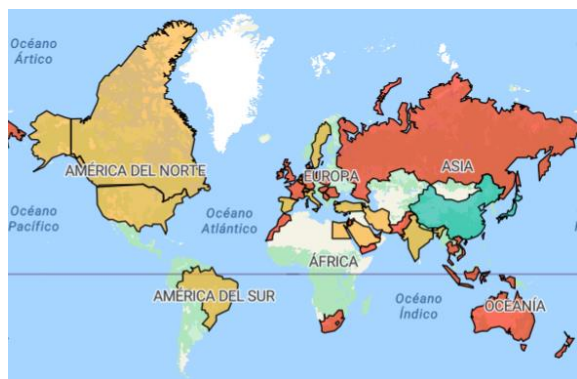 Océano
Ártico
AMÉRICA DEL NORTE
EUROPA
ASIA
Océano
Pacífico
Océano
Atlántico
ÁFRICA
AMÉRICA DEL SUR
Océano
Índico
OCEANÍA